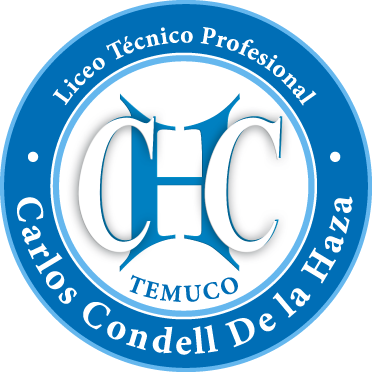 Liceo Técnico Profesional
CHC
TEMUCO
Carlos Condell De la Haza